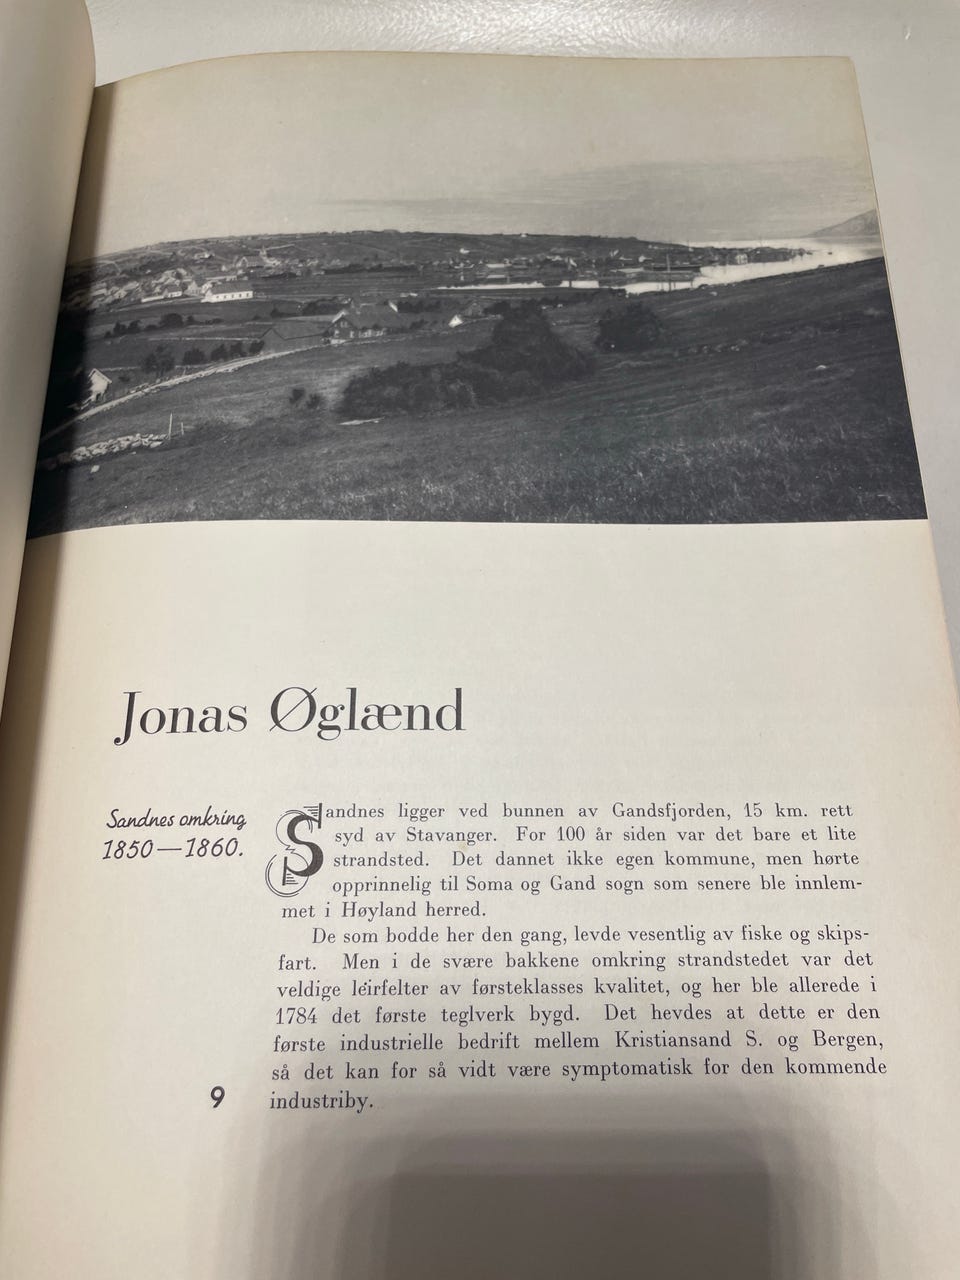 Jonas Øglænd
Sandnes omkring
1850—1860.
Sandnes ligger ved bunnen av Gandsfjorden, 15 km. rett
syd av Stavanger. For 100 år siden var det bare et lite
strandsted. Det dannet ikke egen kommune, men hørte
opprinnelig til Soma og Gand sogn som senere ble innlem-
met i Høyland herred.
De som bodde her den gang, levde vesentlig av fiske og skips-
fart. Men i de svære bakkene omkring strandstedet var det
veldige leirfelter av førsteklasses kvalitet, og her ble allerede i
1784 det første teglverk bygd. Det hevdes at dette er den
første industrielle bedrift mellem Kristiansand S. og Bergen,
så det kan for så vidt være symptomatisk for den kommende
industriby.
9